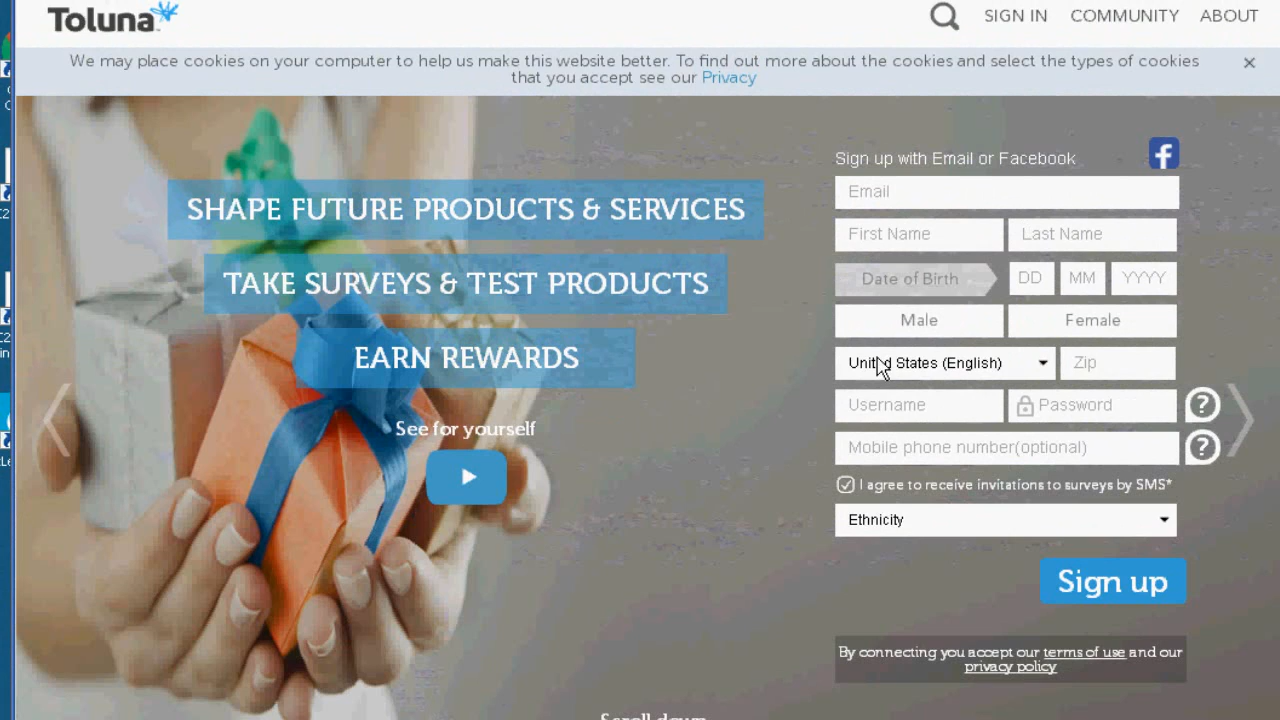 Toluna
SIGN IN COMMUNITY ABOUT
We may place cookies on your computer to help us make this website better. To find out more about the cookies and select the types of cookies
that you accept see our Privacy
Sign up with Email or Facebook
SHAPE FUTURE PRODUCTS & SERVICES
TAKE SURVEYS & TEST PRODUCTS
EARN REWARDS
See for yourself
Email
First Name Last Name
Date of Birth DD MM YYYY
Male Female
United States (English) Zip
Username Password ?
Mobile phone number(optional) ?
I agree to receive invitations to surveys by SMS*
Ethnicity
Sign up
By connecting you accept our terms of use and our
privacy policy
Scroll down